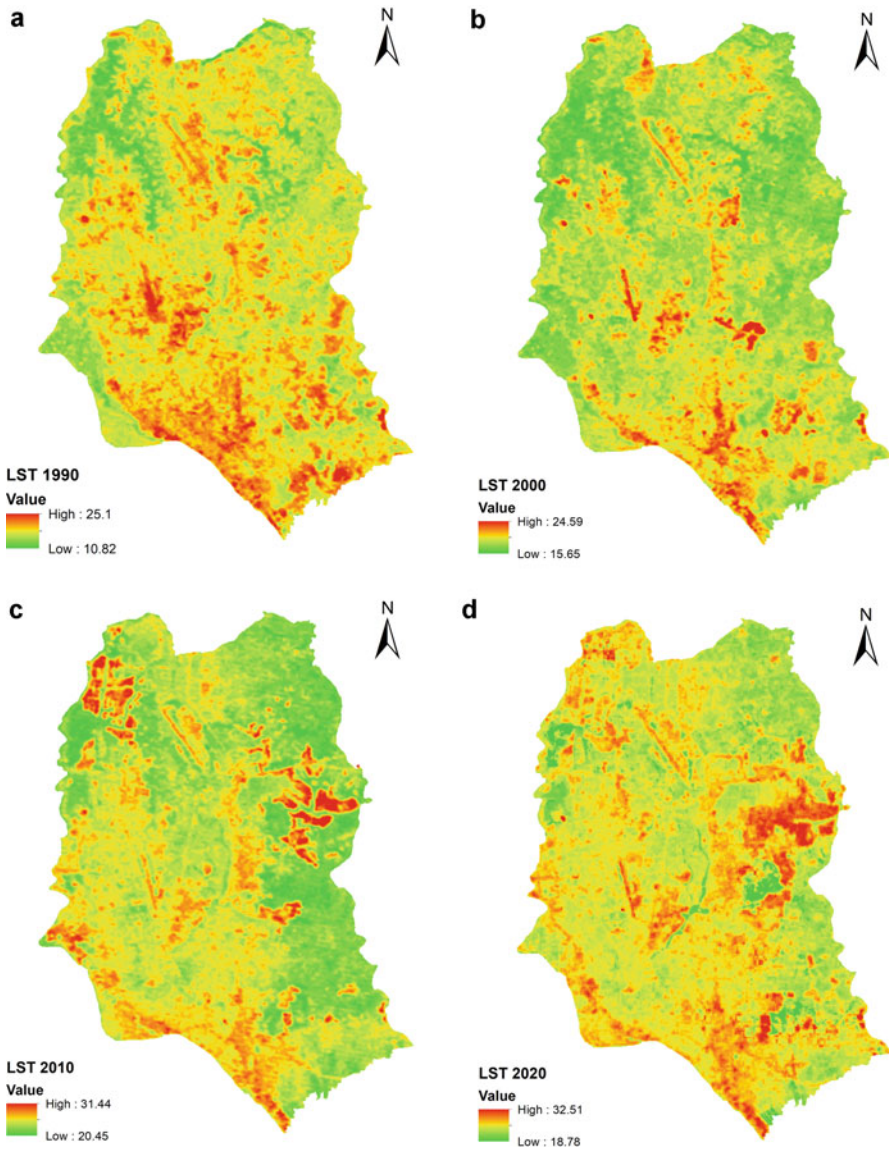 a
N
LST 1990
Value
High : 25.1
Low : 10.82
b
N
LST 2000
Value
High : 24.59
Low : 15.65
c
N
LST 2010
Value
High : 31.44
Low : 20.45
d
N
LST 2020
Value
High : 32.51
Low : 18.78